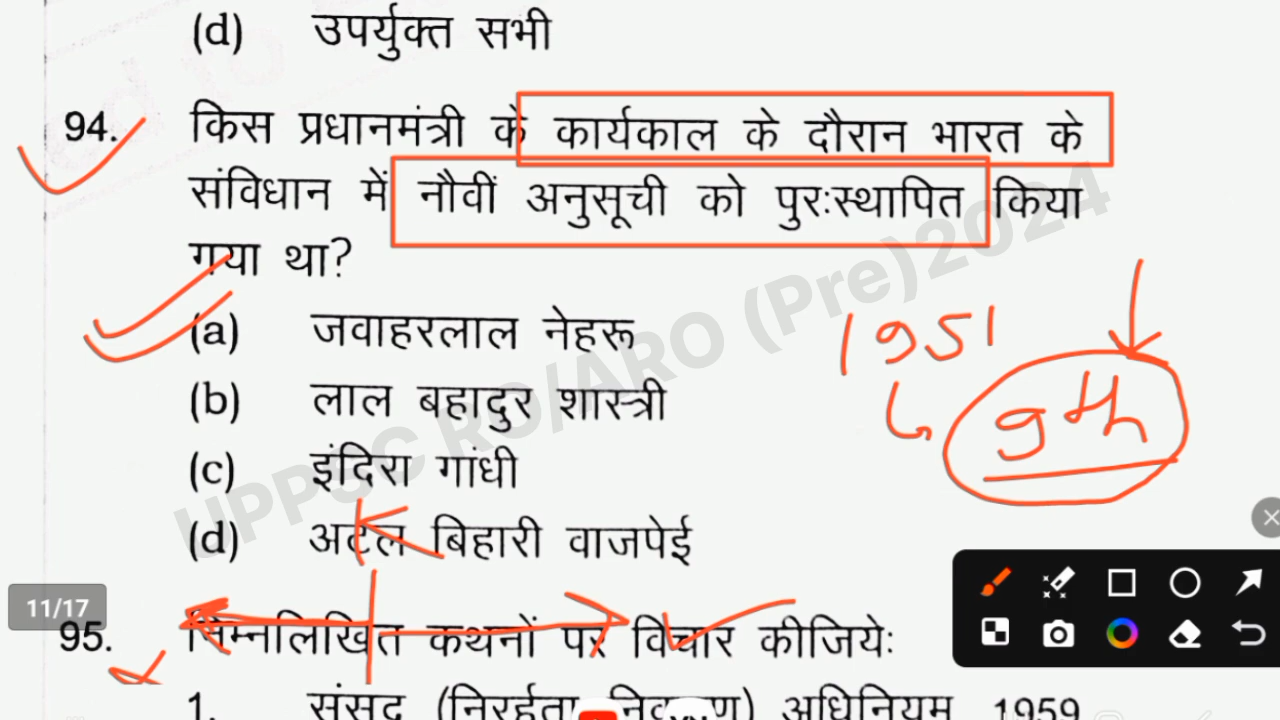 (d) उपर्युक्त सभी
94. किस प्रधानमंत्री के कार्यकाल के दौरान भारत के
संविधान में नौवीं अनुसूची को पुरःस्थापित किया
गया था?
(a) जवाहरलाल नेहरू
1951
(b) लाल बहादुर शास्त्री
9th
(c) इंदिरा गांधी
(d) अटल बिहारी वाजपेई
UPPSC RO/ARO (Pre) 2024
11/17
95. निम्नलिखित कथनों पर विचार कीजियेः
1. संसद (निरर्हता निवारण) अधिनियम 1959